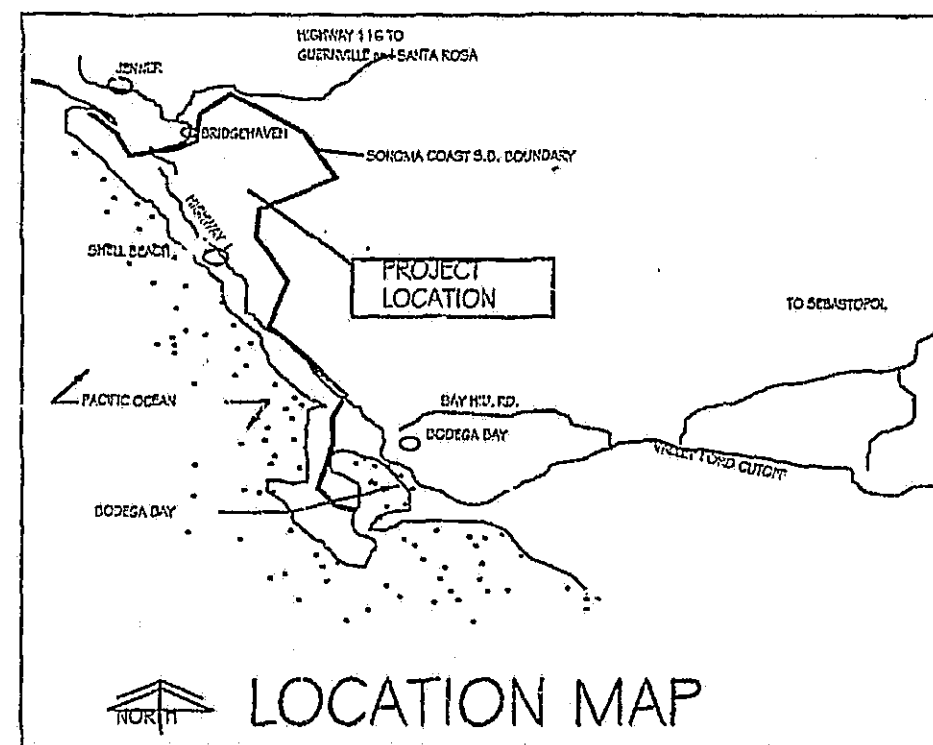 HIGHWAY 116 TO
GUERNVILLE and SANTA ROSA
JENNER
BRIDGEHAVEN
SONOMA COAST S.B. BOUNDARY
HIGHWAY
SHELL BEACH
PROJECT
LOCATION
TO SEBASTOPOL
PACIFIC OCEAN
BAY HILL RD.
BODEGA BAY
VALLEY FORD CUTOFF
BODEGA BAY
NORTH
LOCATION MAP